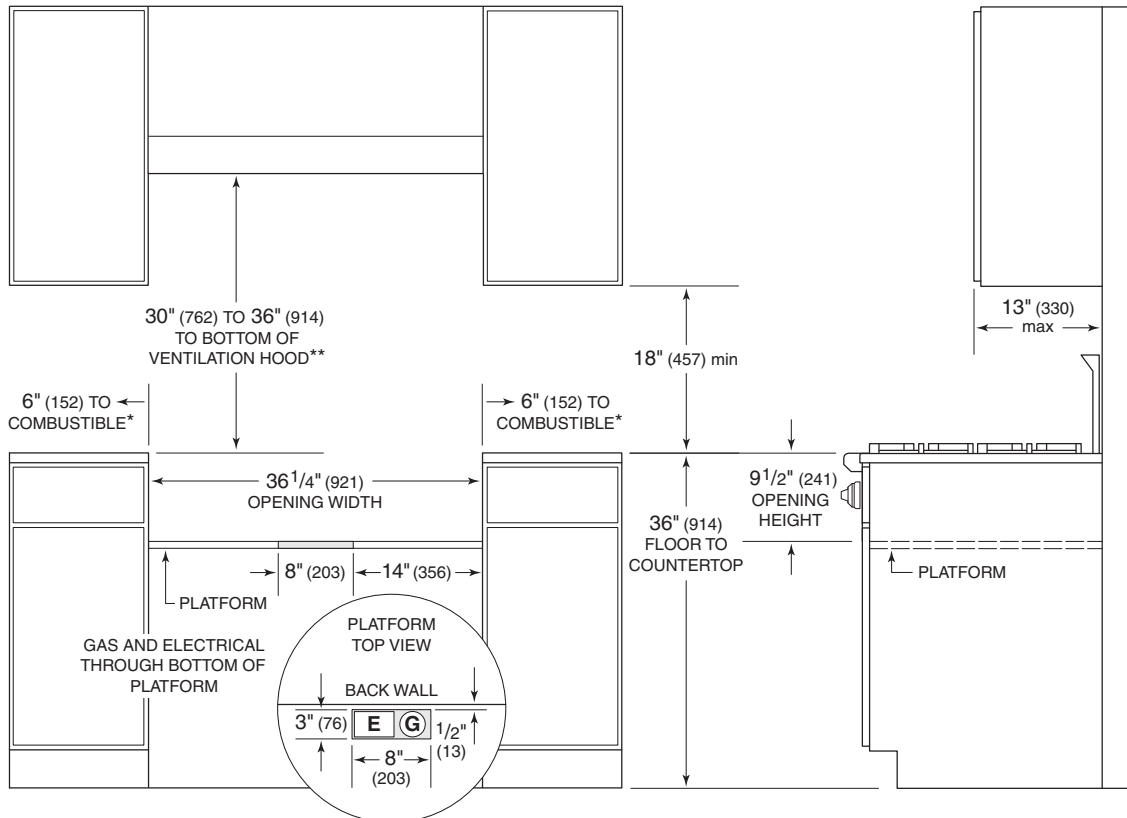 30" (762) TO 36" (914)
TO BOTTOM OF
VENTILATION HOOD**
13" (330)
max
18" (457) min
6" (152) TO
COMBUSTIBLE*
6" (152) TO
COMBUSTIBLE*
36 1/4" (921)
OPENING WIDTH
9 1/2" (241)
OPENING
HEIGHT
36" (914)
FLOOR TO
COUNTERTOP
8" (203)
14" (356)
PLATFORM
PLATFORM
GAS AND ELECTRICAL
THROUGH BOTTOM OF
PLATFORM
PLATFORM
TOP VIEW
BACK WALL
3" (76)
E
G
1/2"
(13)
8"
(203)